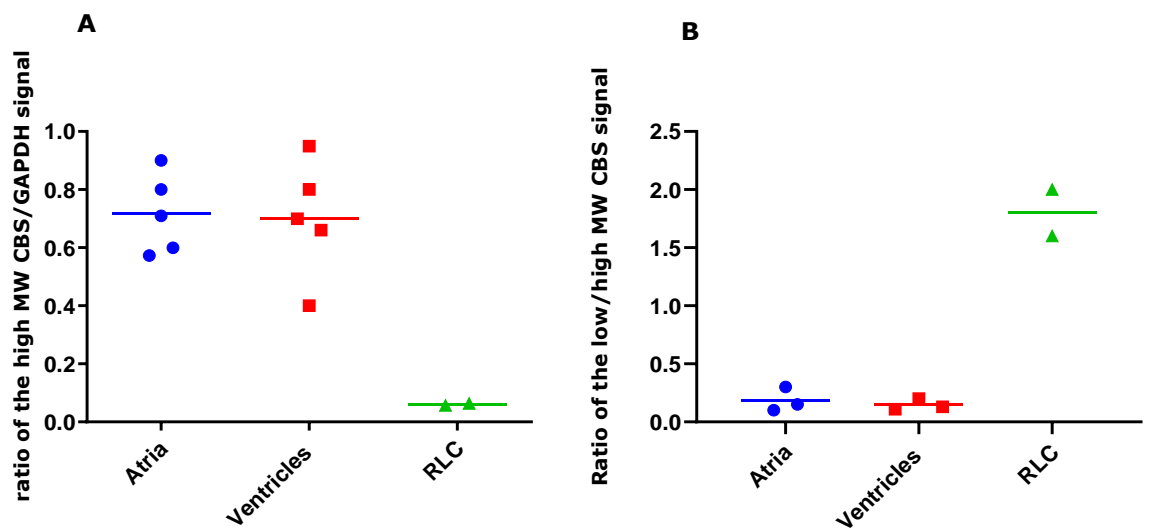 A
ratio of the high MW CBS/GAPDH signal
1.0
0.8
0.6
0.4
0.2
0.0
Atria
Ventricles
RLC
B
Ratio of the low/high MW CBS signal
2.5
2.0
1.5
1.0
0.5
0.0
Atria
Ventricles
RLC